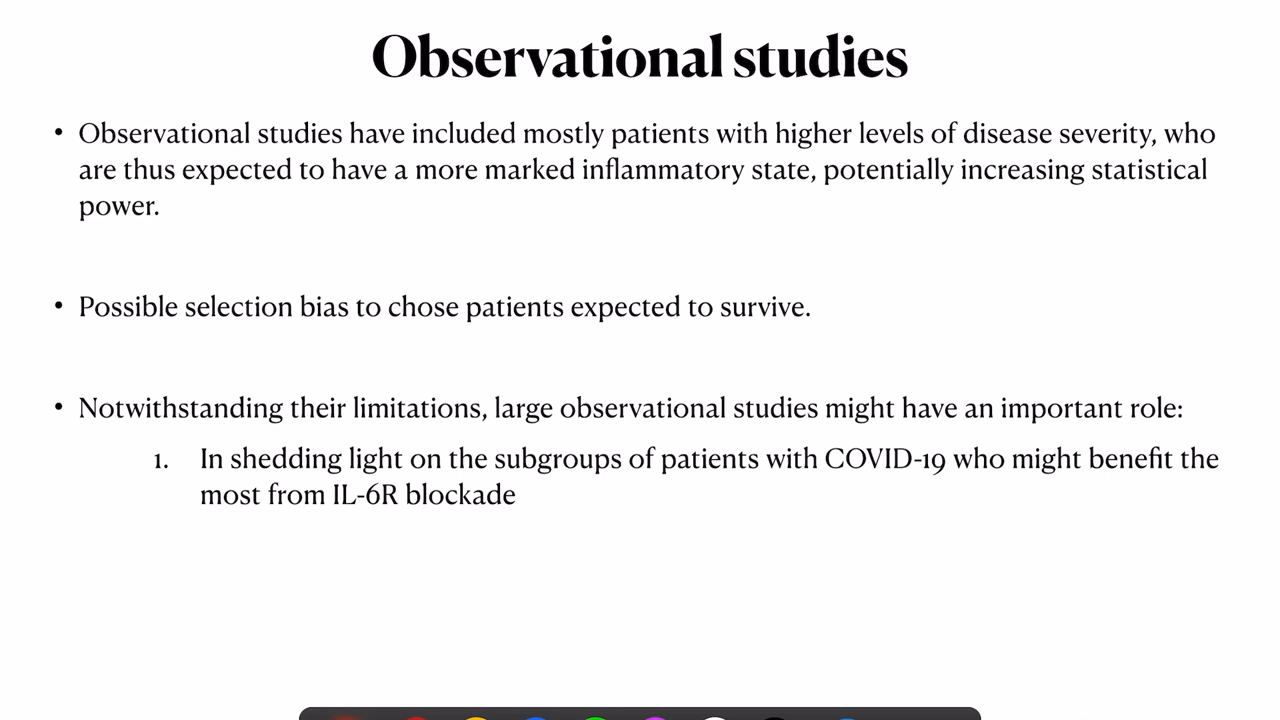 Observational studies
• Observational studies have included mostly patients with higher levels of disease severity, who
are thus expected to have a more marked inflammatory state, potentially increasing statistical
power.
• Possible selection bias to chose patients expected to survive.
• Notwithstanding their limitations, large observational studies might have an important role:
1. In shedding light on the subgroups of patients with COVID-19 who might benefit the
most from IL-6R blockade